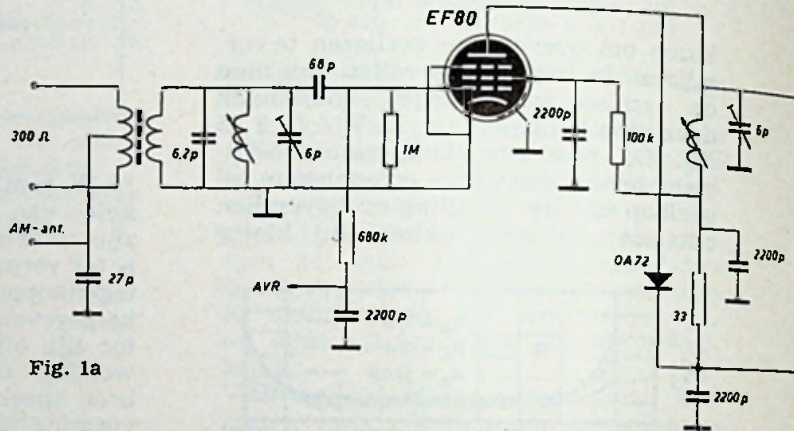 EF80
68p
300 Ω
6,2p
6p
1M
2200p
100k
6p
AM-ant.
27p
680k
AVR
2200p
OA72
33
2200p
2200p
Fig. 1a